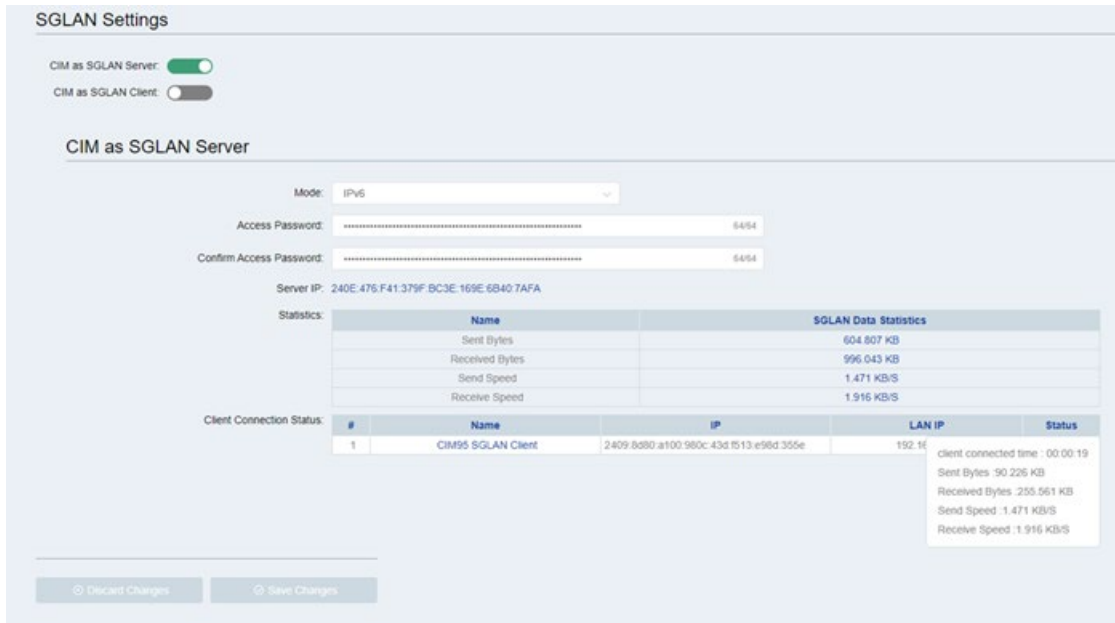 SGLAN Settings
CIM as SGLAN Server:
CIM as SGLAN Client:
CIM as SGLAN Server
Mode: IPv6
Access Password: 64/64
Confirm Access Password: 64/64
Server IP: 240E:476:F41:379F:BC3E:169E:6B40:7AFA
Statistics: Name SGLAN Data Statistics
Sent Bytes 604.807 KB
Received Bytes 996.043 KB
Send Speed 1.471 KB/S
Receive Speed 1.916 KB/S
Client Connection Status: # Name IP LAN IP Status
1 CIM95 SGLAN Client 2409:8d80:a100:980c:43d:f513:e98d:355e 192.16
client connected time : 00:00:19
Sent Bytes :90.226 KB
Received Bytes :255.561 KB
Send Speed :1.471 KB/S
Receive Speed :1.916 KB/S
Discard Changes Save Changes